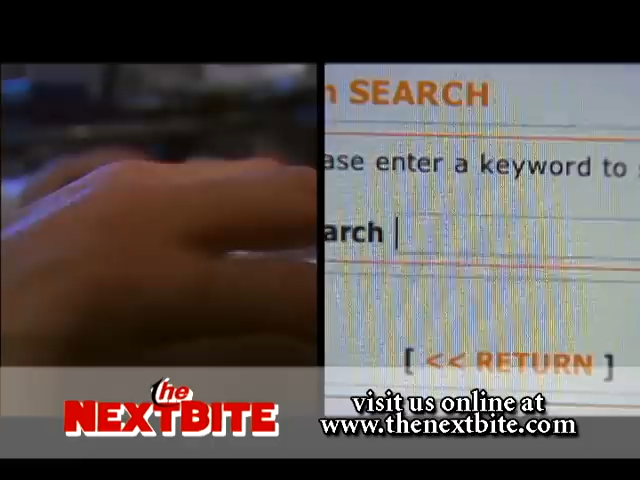 n SEARCH
ase enter a keyword to
arch
[ << RETURN ]
the
NEXTBITE
visit us online at
www.thenextbite.com